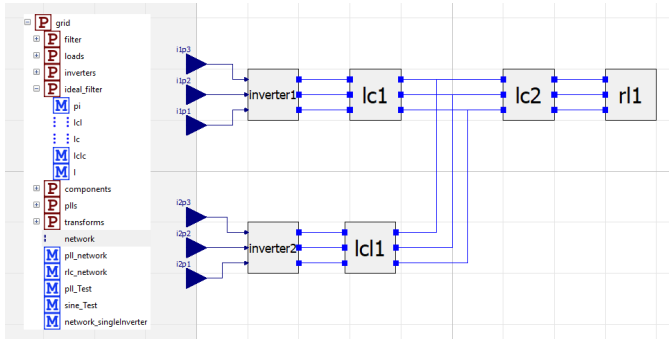 P grid
P filter
P loads
P inverters
P ideal_filter
M pi
lcl
lc
M lclc
M l
P components
P plls
P transforms
network
M pll_network
M rlc_network
M pll_Test
M sine_Test
M network_singleInverter
i1p3
i1p2
i1p1
inverter1
lc1
lc2
rl1
i2p3
i2p2
i2p1
inverter2
lcl1